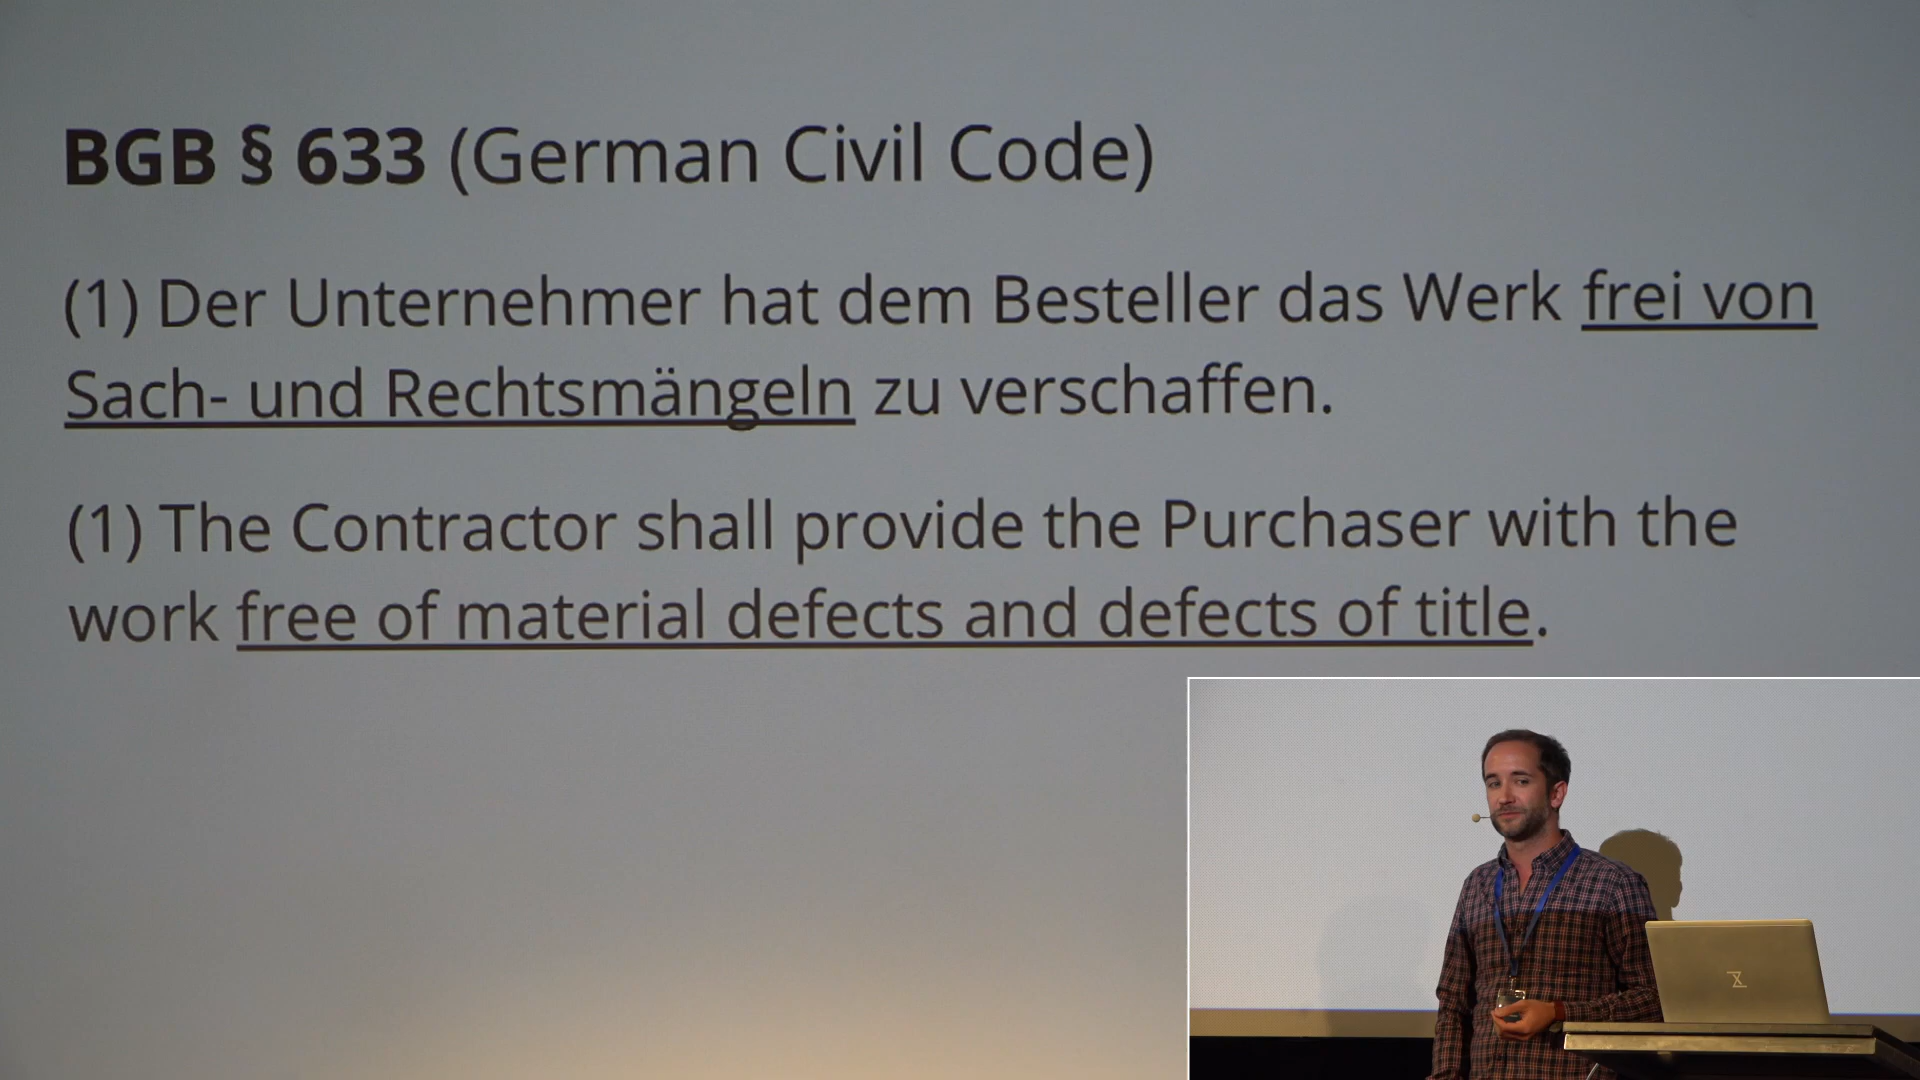 BGB § 633 (German Civil Code)
(1) Der Unternehmer hat dem Besteller das Werk frei von
Sach- und Rechtsmängeln zu verschaffen.
(1) The Contractor shall provide the Purchaser with the
work free of material defects and defects of title.